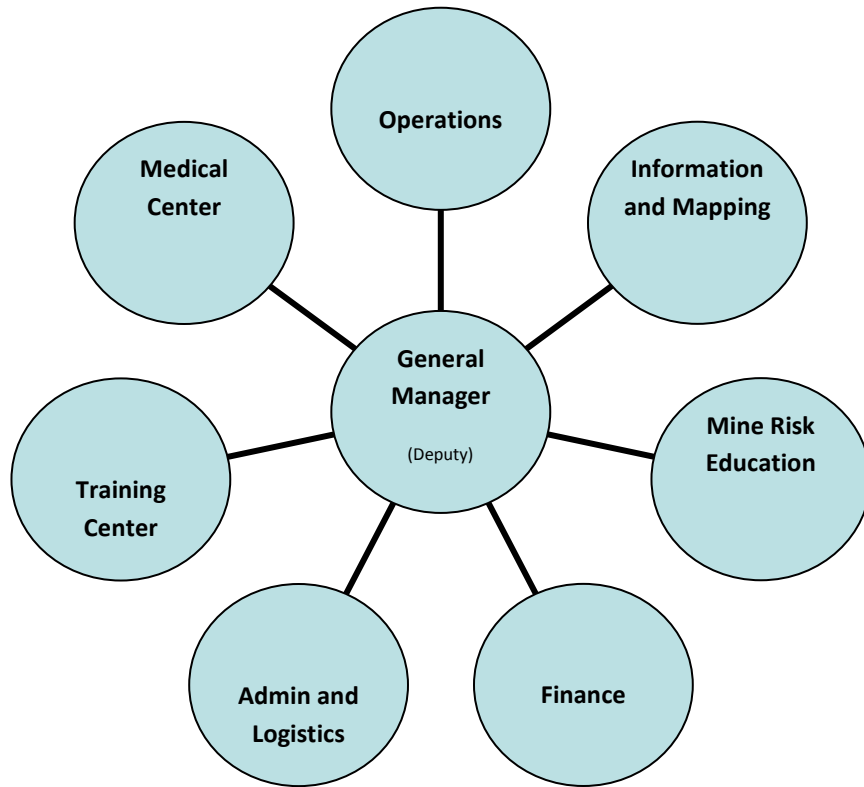 Operations
Medical
Center
Information
and Mapping
General
Manager
(Deputy)
Mine Risk
Education
Training
Center
Admin and
Logistics
Finance